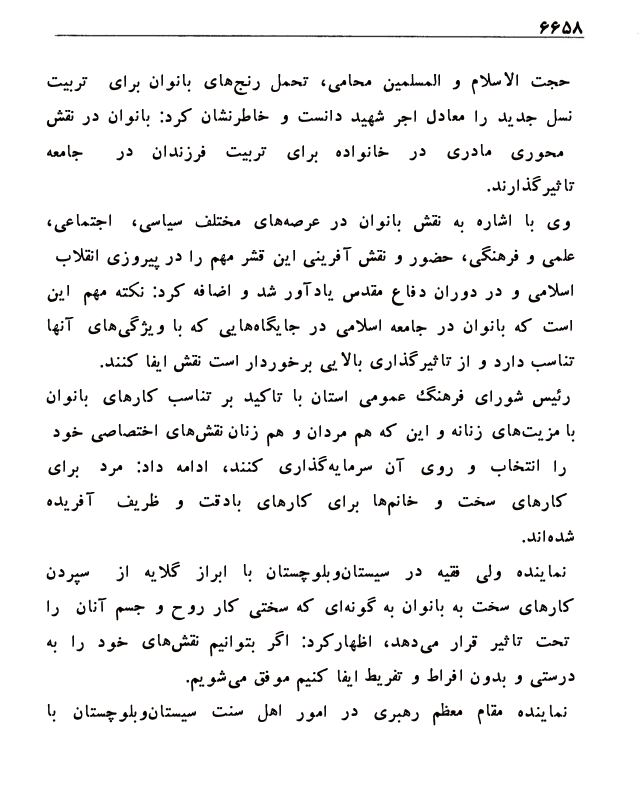 ۶۶۵۸
حجت الاسلام و المسلمین محامی، تحمل رنج‌های بانوان برای تربیت
نسل جدید را معادل اجر شهید دانست و خاطرنشان کرد: بانوان در نقش
محوری مادری در خانواده برای تربیت فرزندان در جامعه
تاثیرگذارند.
وی با اشاره به نقش بانوان در عرصه‌های مختلف سیاسی، اجتماعی،
علمی و فرهنگی، حضور و نقش آفرینی این قشر مهم را در پیروزی انقلاب
اسلامی و در دوران دفاع مقدس یادآور شد و اضافه کرد: نکته مهم این
است که بانوان در جامعه اسلامی در جایگاه‌هایی که با ویژگی‌های آنها
تناسب دارد و از تاثیرگذاری بالایی برخوردار است نقش ایفا کنند.
رئیس شورای فرهنگ عمومی استان با تاکید بر تناسب کارهای بانوان
با مزیت‌های زنانه و این که هم مردان و هم زنان نقش‌های اختصاصی خود
را انتخاب و روی آن سرمایه‌گذاری کنند، ادامه داد: مرد برای
کارهای سخت و خانم‌ها برای کارهای بادقت و ظریف آفریده
شده‌اند.
نماینده ولی فقیه در سیستان‌وبلوچستان با ابراز گلایه از سپردن
کارهای سخت به بانوان به گونه‌ای که سختی کار روح و جسم آنان را
تحت تاثیر قرار می‌دهد، اظهارکرد: اگر بتوانیم نقش‌های خود را به
درستی و بدون افراط و تفریط ایفا کنیم موفق می‌شویم.
نماینده مقام معظم رهبری در امور اهل سنت سیستان‌وبلوچستان با